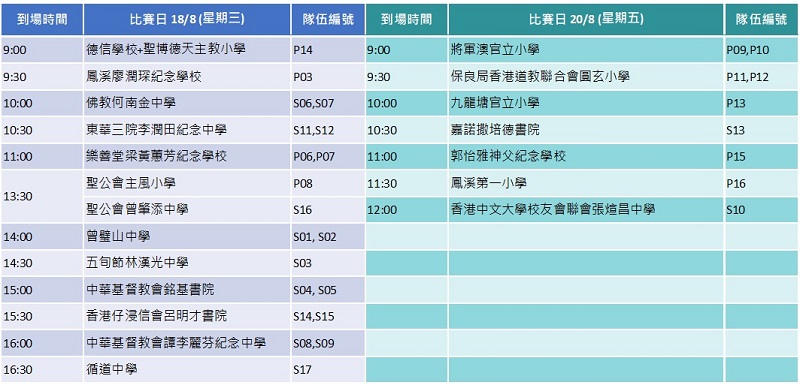 到場時間 比賽日 18/8 (星期三) 隊伍編號 到場時間 比賽日 20/8 (星期五) 隊伍編號
9:00 德信學校+聖博德天主教小學 P14 9:00 將軍澳官立小學 P09,P10
9:30 鳳溪廖潤琛紀念學校 P03 9:30 保良局香港道教聯合會圓玄小學 P11,P12
10:00 佛教何南金中學 S06,S07 10:00 九龍塘官立小學 P13
10:30 東華三院李潤田紀念中學 S11,S12 10:30 嘉諾撒培德書院 S13
11:00 樂善堂梁黃蕙芳紀念學校 P06,P07 11:00 郭怡雅神父紀念學校 P15
13:30 聖公會主風小學 P08 11:30 鳳溪第一小學 P16
聖公會曾肇添中學 S16 12:00 香港中文大學校友會聯會張煊昌中學 S10
14:00 曾璧山中學 S01, S02
14:30 五旬節林漢光中學 S03
15:00 中華基督教會銘基書院 S04, S05
15:30 香港仔浸信會呂明才書院 S14,S15
16:00 中華基督教會譚李麗芬紀念中學 S08,S09
16:30 循道中學 S17